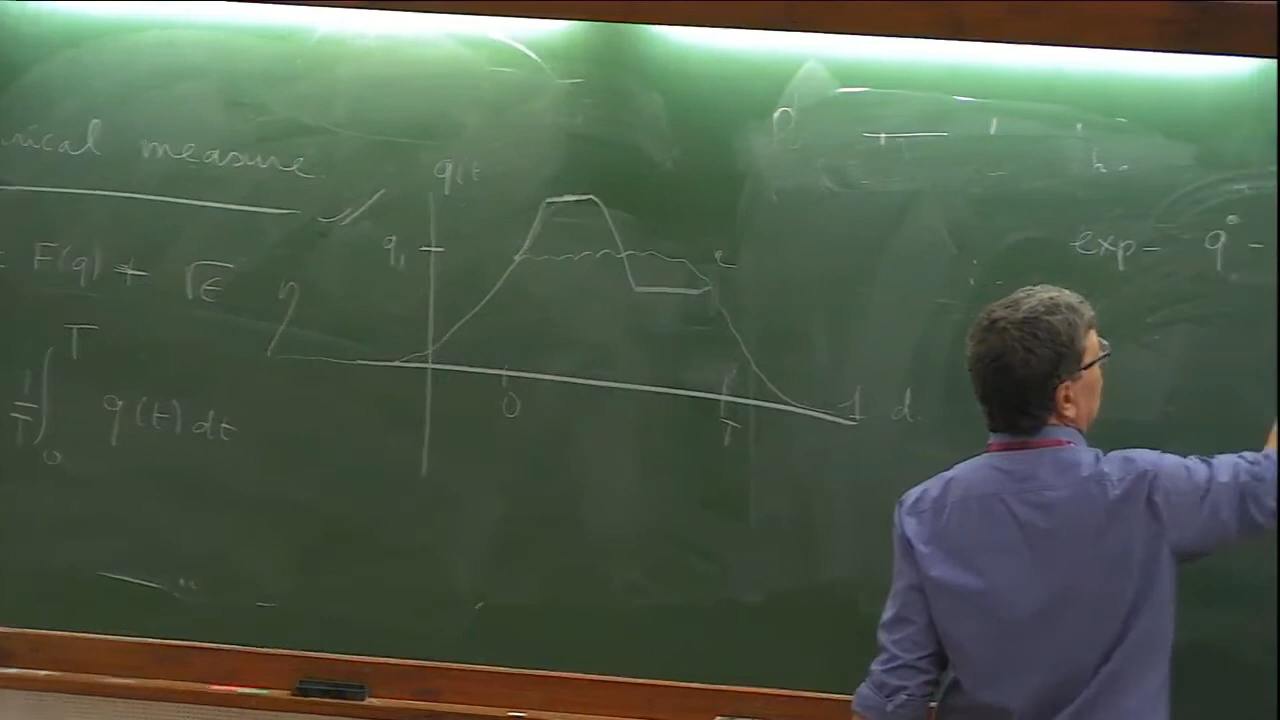 rical measure
= F(q) + √ε η
1/T ∫₀ᵀ q(t) dt
q(t
q₁
0
T
1 d.
exp - q° -